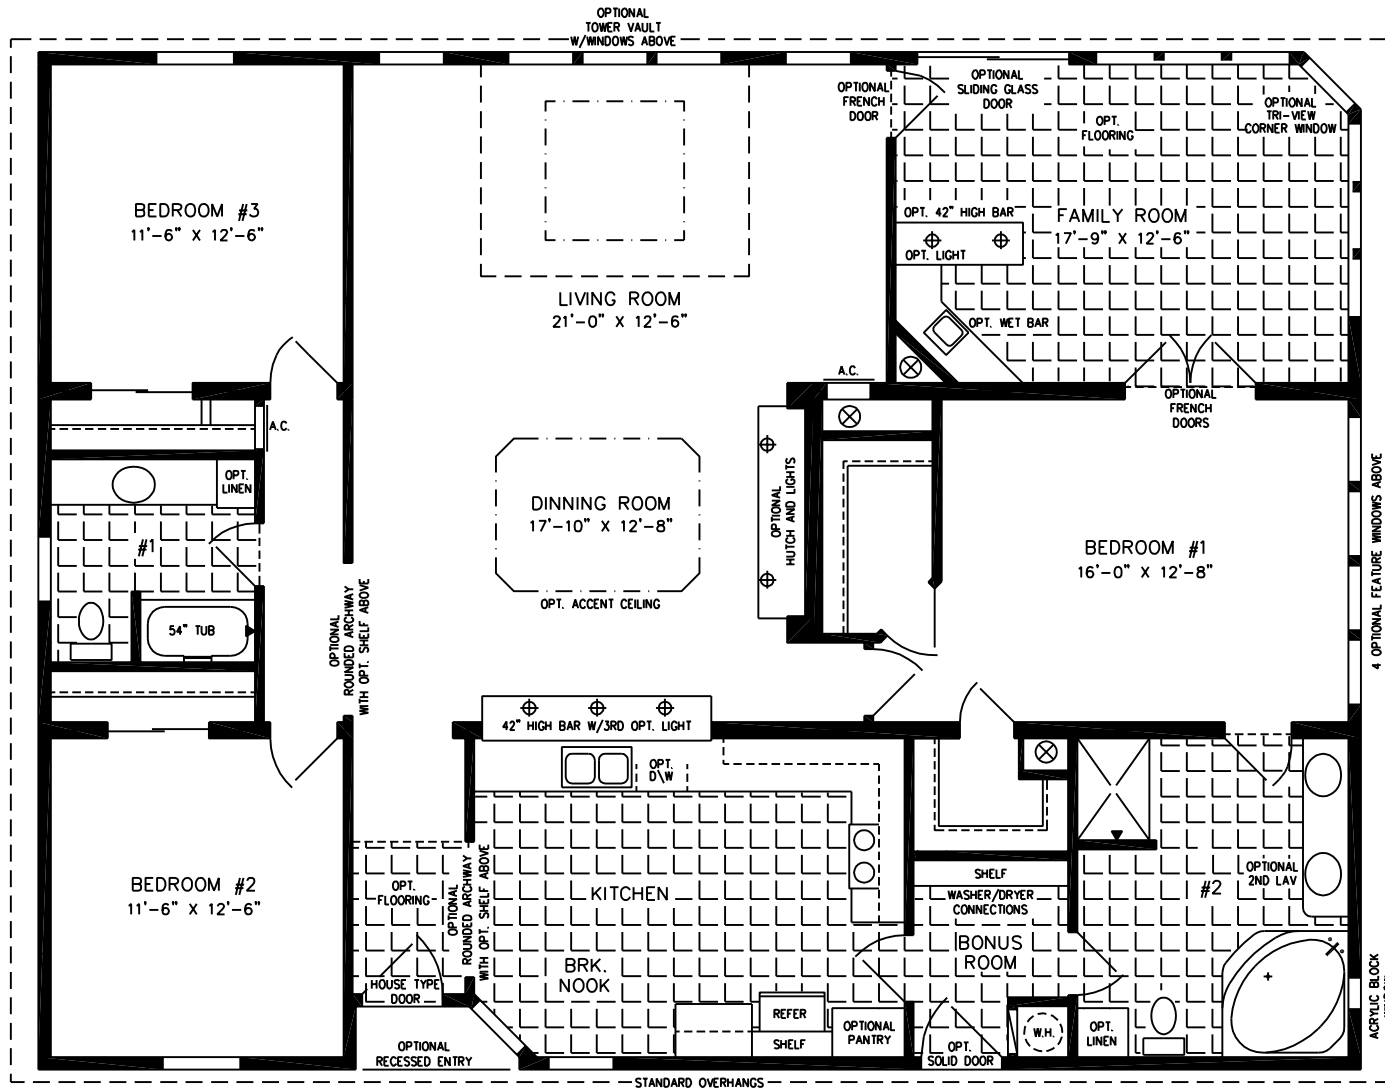 OPTIONAL
TOWER VAULT
W/WINDOWS ABOVE
OPTIONAL
FRENCH
DOOR
OPTIONAL
SLIDING GLASS
DOOR
OPT.
FLOORING
OPTIONAL
TRI-VIEW
CORNER WINDOW
BEDROOM #3
11'-6" X 12'-6"
OPT. 42" HIGH BAR
OPT. LIGHT
FAMILY ROOM
17'-9" X 12'-6"
LIVING ROOM
21'-0" X 12'-6"
OPT. WET BAR
A.C.
OPTIONAL
FRENCH
DOORS
A.C.
OPT.
LINEN
#1
54" TUB
DINNING ROOM
17'-10" X 12'-8"
OPT. ACCENT CEILING
OPTIONAL
HUTCH AND LIGHTS
BEDROOM #1
16'-0" X 12'-8"
4 OPTIONAL FEATURE WINDOWS ABOVE
OPTIONAL
ROUNDED ARCHWAY
WITH OPT. SHELF ABOVE
42" HIGH BAR W/3RD OPT. LIGHT
OPT.
D\W
BEDROOM #2
11'-6" X 12'-6"
OPT.
FLOORING
OPTIONAL
ROUNDED ARCHWAY
WITH OPT. SHELF ABOVE
KITCHEN
BRK.
NOOK
SHELF
WASHER/DRYER
CONNECTIONS
BONUS
ROOM
#2
OPTIONAL
2ND LAV
HOUSE TYPE
DOOR
OPTIONAL
RECESSED ENTRY
REFER
SHELF
OPTIONAL
PANTRY
OPT.
SOLID DOOR
W.H.
OPT.
LINEN
ACRYLIC BLOCK
STANDARD OVERHANGS